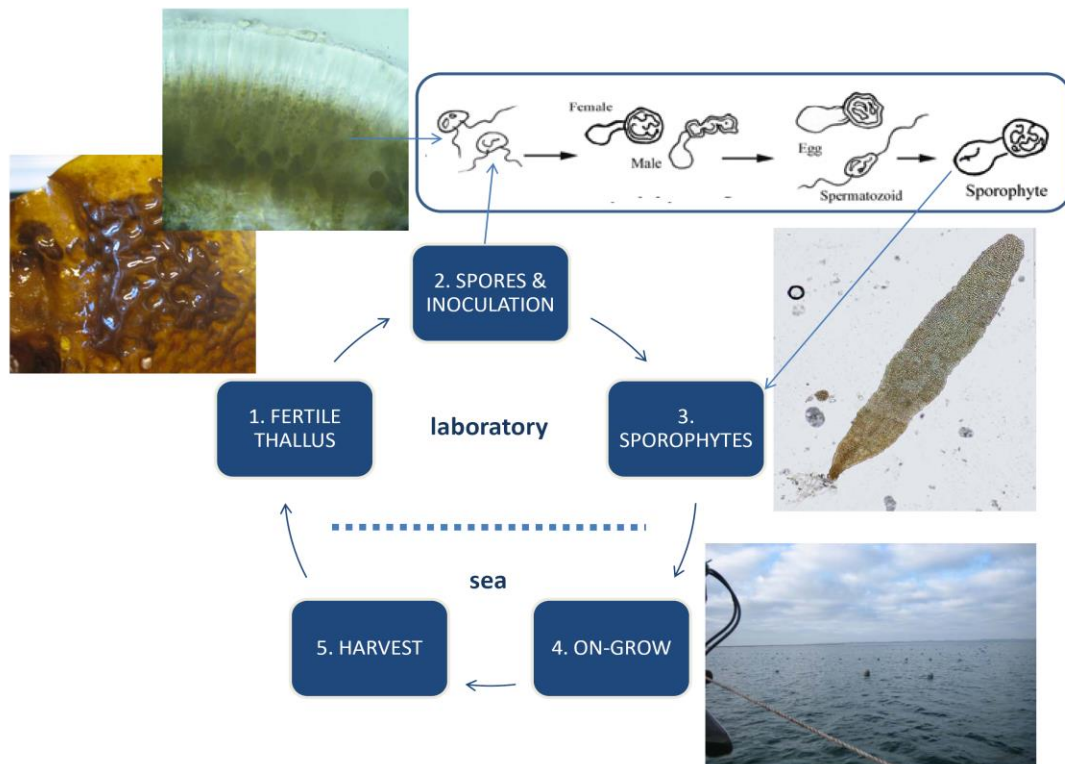 Female
Male
Egg
Spermatozoid
Sporophyte
2. SPORES &
INOCULATION
1. FERTILE
THALLUS
laboratory
3.
SPOROPHYTES
sea
5. HARVEST
4. ON-GROW